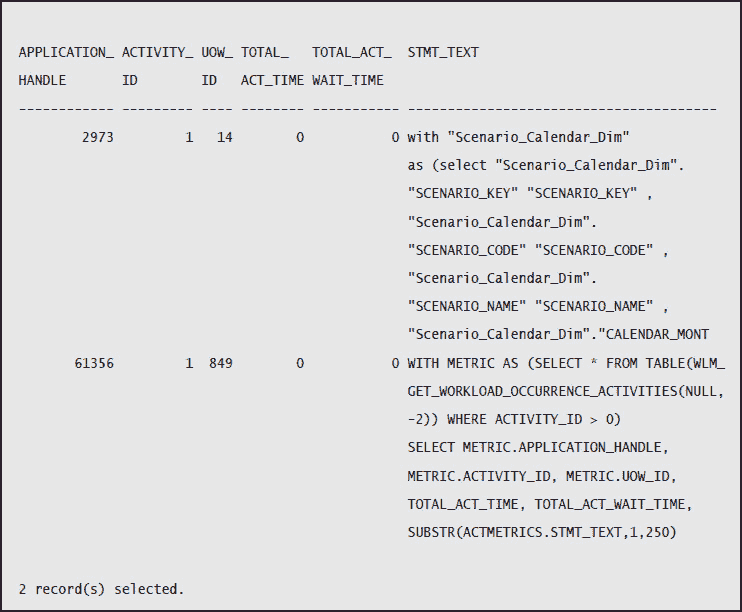 APPLICATION_ ACTIVITY_ UOW_ TOTAL_   TOTAL_ACT_  STMT_TEXT
HANDLE       ID        ID   ACT_TIME WAIT_TIME
------------ --------- ---- -------- ----------- ------------------------------------
        2973         1   14        0           0 with "Scenario_Calendar_Dim"
                                                 as (select "Scenario_Calendar_Dim".
                                                 "SCENARIO_KEY" "SCENARIO_KEY" ,
                                                 "Scenario_Calendar_Dim".
                                                 "SCENARIO_CODE" "SCENARIO_CODE" ,
                                                 "Scenario_Calendar_Dim".
                                                 "SCENARIO_NAME" "SCENARIO_NAME" ,
                                                 "Scenario_Calendar_Dim"."CALENDAR_MONT
       61356         1  849        0           0 WITH METRIC AS (SELECT * FROM TABLE(WLM_
                                                 GET_WORKLOAD_OCCURRENCE_ACTIVITIES(NULL,
                                                 -2)) WHERE ACTIVITY_ID > 0)
                                                 SELECT METRIC.APPLICATION_HANDLE,
                                                 METRIC.ACTIVITY_ID, METRIC.UOW_ID,
                                                 TOTAL_ACT_TIME, TOTAL_ACT_WAIT_TIME,
                                                 SUBSTR(ACTMETRICS.STMT_TEXT,1,250)
2 record(s) selected.